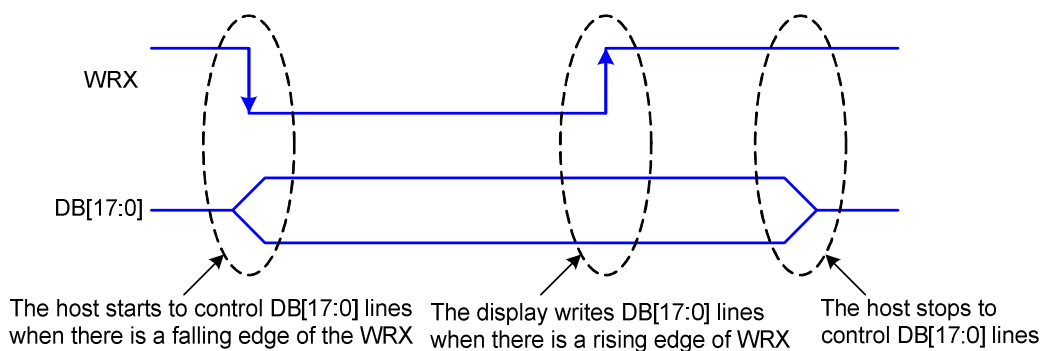 WRX
DB[17:0]
The host starts to control DB[17:0] lines
when there is a falling edge of the WRX
The display writes DB[17:0] lines
when there is a rising edge of WRX
The host stops to
control DB[17:0] lines